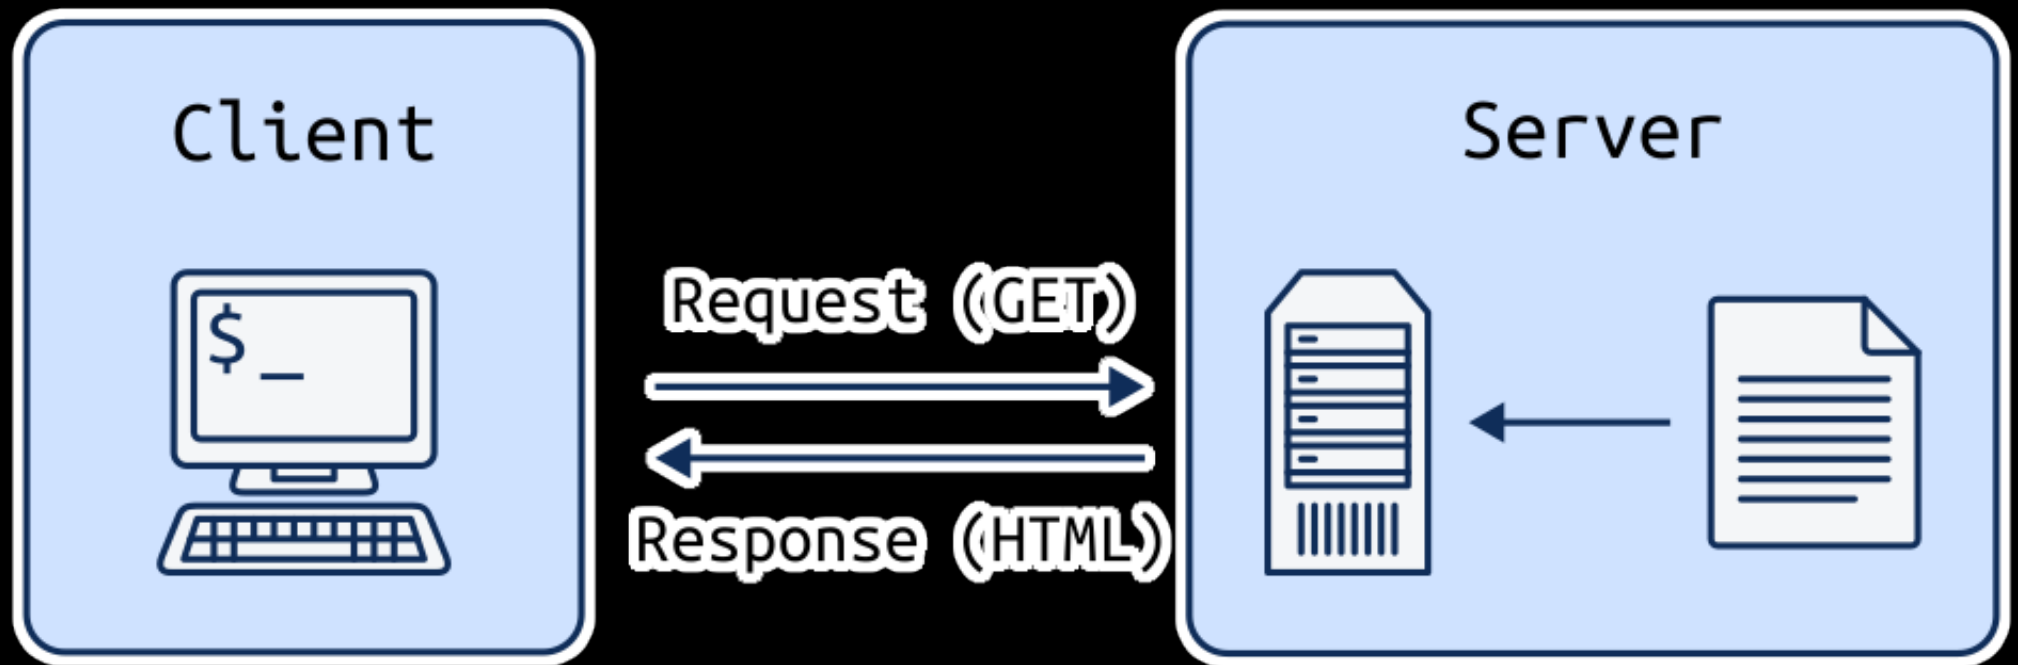 Client
Server
$_
Request (GET)
Response (HTML)